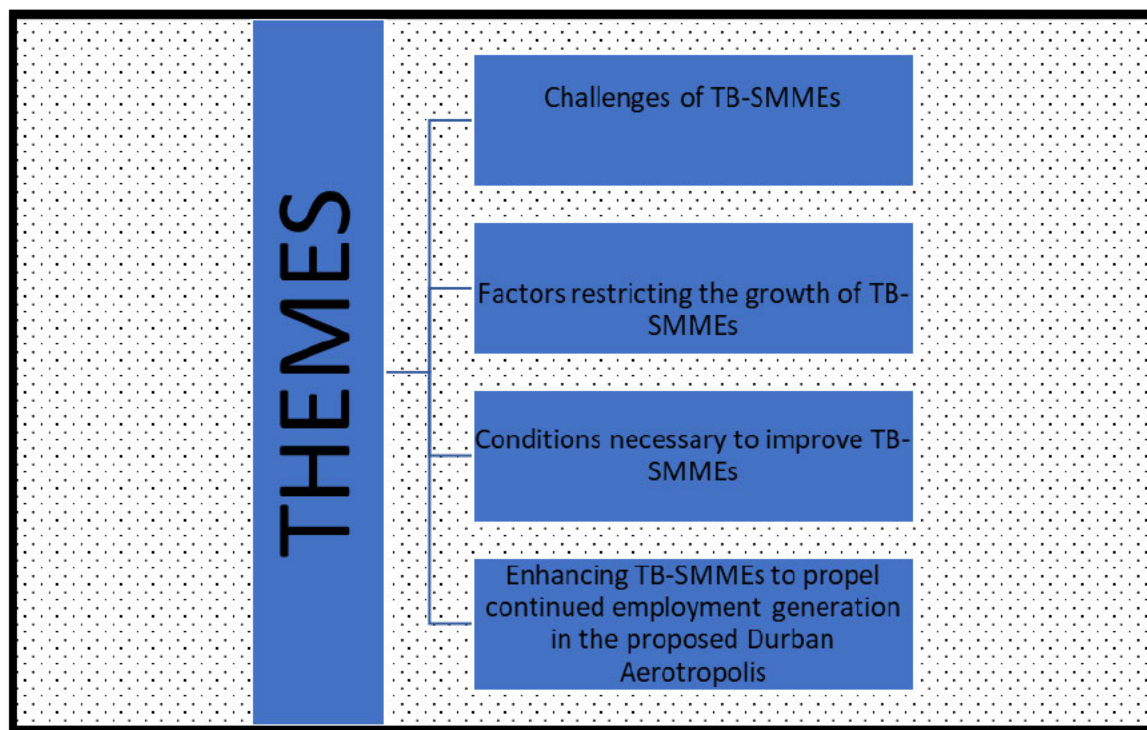 THEMES
Challenges of TB-SMMEs
Factors restricting the growth of TB-
SMMEs
Conditions necessary to improve TB-
SMMEs
Enhancing TB-SMMEs to propel
continued employment generation
in the proposed Durban
Aerotropolis